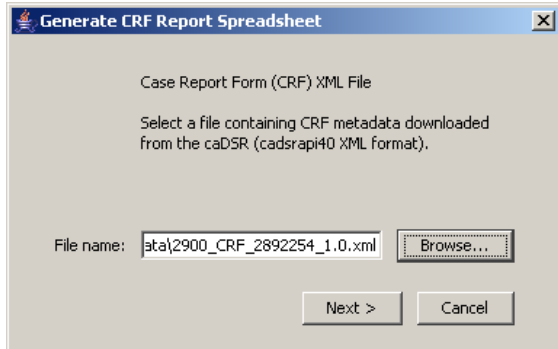 Generate CRF Report Spreadsheet
Case Report Form (CRF) XML File
Select a file containing CRF metadata downloaded
from the caDSR (cadsrapi40 XML format).
File name: ata\2900_CRF_2892254_1.0.xml Browse...
Next > Cancel